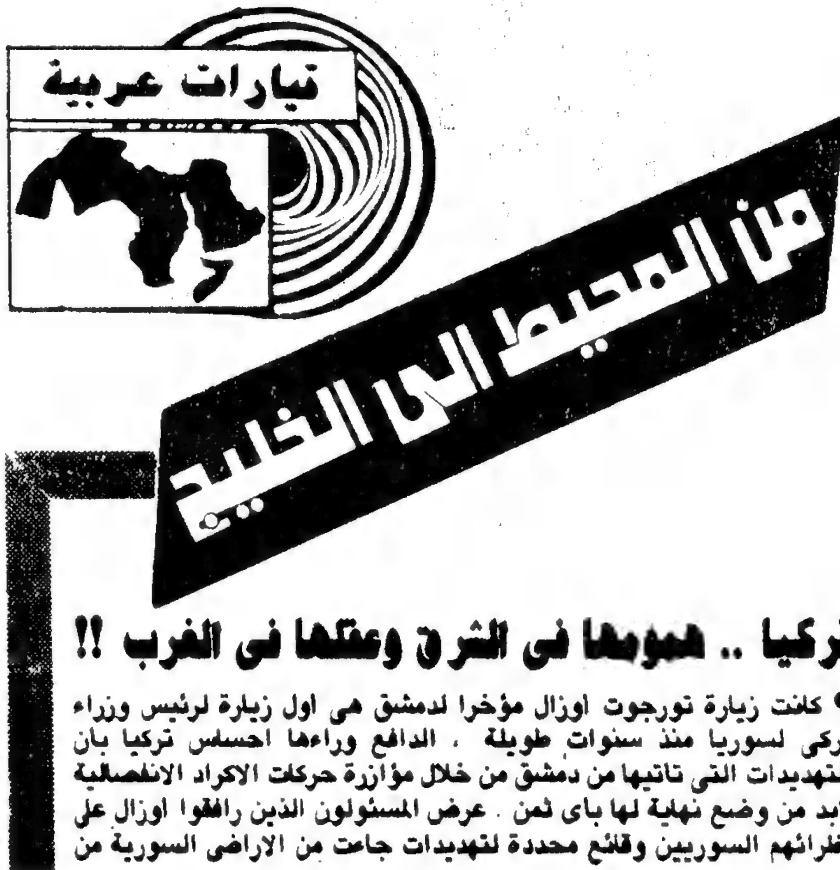 تيارات عربية
من المحيط الى الخليج
تركيا .. همومها فى الشرق وعقلها فى الغرب !!
كانت زيارة تورجوت اوزال مؤخرا لدمشق هى اول زيارة لرئيس وزراء
تركى لسوريا منذ سنوات طويلة . الدافع وراءها احساس تركيا بان
التهديدات التى تاتيها من دمشق من خلال مؤازرة حركات الاكراد الانفصالية
لابد من وضع نهاية لها باى ثمن . عرض المسئولون الذين رافقوا اوزال على
نظرائهم السوريين وقائع محددة لتهديدات جاءت من الاراضى السورية من